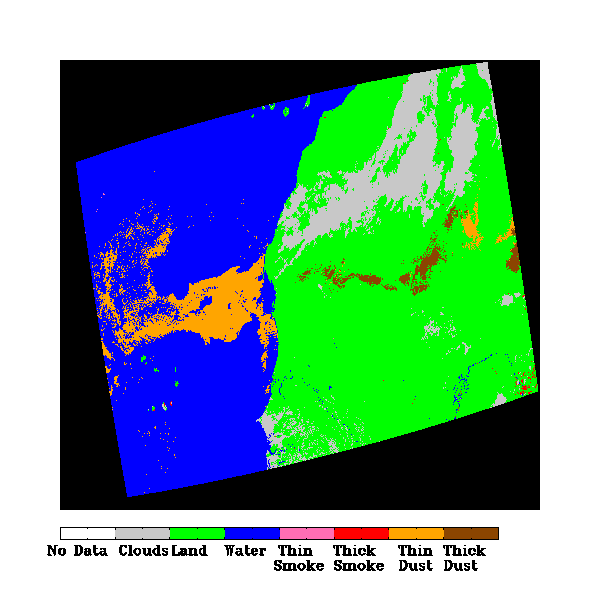 No Data Clouds Land Water Thin Thick Thin Thick
Smoke Smoke Dust Dust